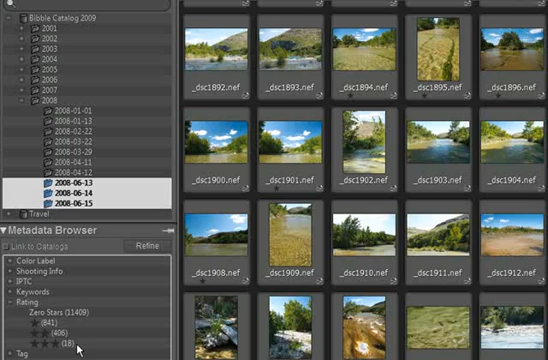 Bibble Catalog 2009
2001
2002
2003
2004
2005
2006
2007
2008
2008-01-01
2008-01-13
2008-02-22
2008-03-22
2008-03-29
2008-04-11
2008-04-12
2008-06-13
2008-06-14
2008-06-15
Travel
Metadata Browser
Link to Catalogs
Refine
Color Label
Shooting Info
IPTC
Keywords
Rating
Zero Stars (11409)
(841)
(406)
(18)
Tag
_dsc1892.nef
_dsc1893.nef
_dsc1894.nef
_dsc1895.nef
_dsc1896.nef
_dsc1900.nef
_dsc1901.nef
_dsc1902.nef
_dsc1903.nef
_dsc1904.nef
_dsc1908.nef
_dsc1909.nef
_dsc1910.nef
_dsc1911.nef
_dsc1912.nef